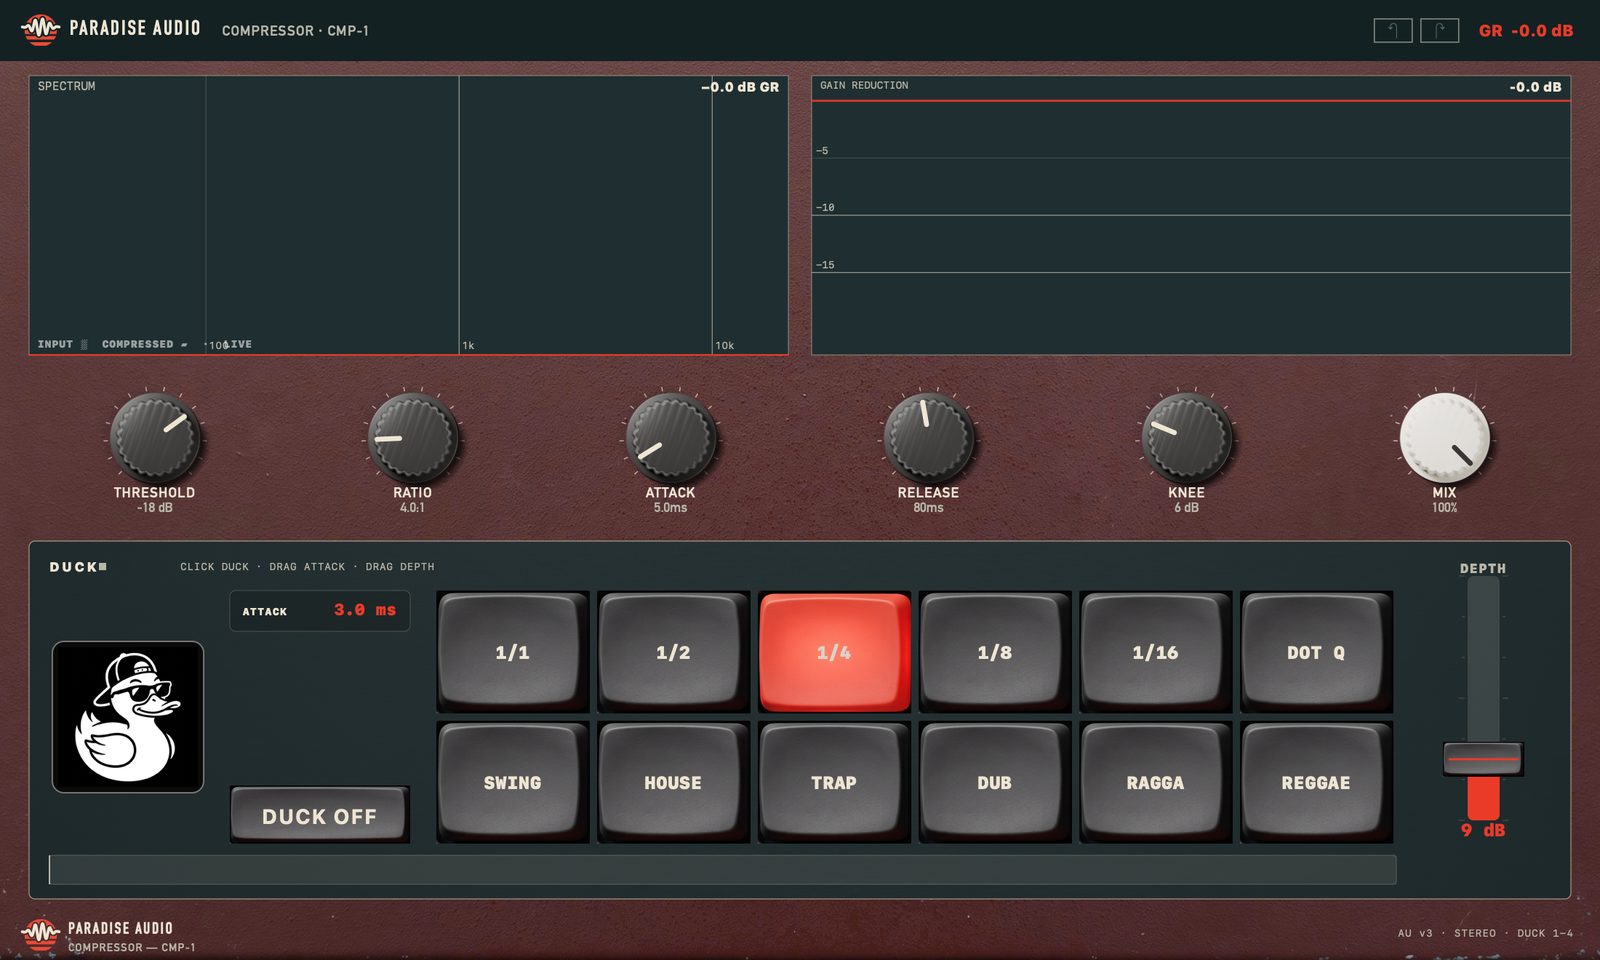 PARADISE AUDIO COMPRESSOR · CMP-1 GR -0.0 dB
SPECTRUM −0.0 dB GR
GAIN REDUCTION -0.0 dB
−5
−10
−15
INPUT ▒ COMPRESSED ▰ · LIVE
100 1k 10k
THRESHOLD
-18 dB
RATIO
4.0:1
ATTACK
5.0ms
RELEASE
80ms
KNEE
6 dB
MIX
100%
DUCK■ CLICK DUCK · DRAG ATTACK · DRAG DEPTH
DEPTH
ATTACK 3.0 ms
1/1 1/2 1/4 1/8 1/16 DOT Q
SWING HOUSE TRAP DUB RAGGA REGGAE
DUCK OFF
9 dB
PARADISE AUDIO
COMPRESSOR — CMP-1
AU v3 · STEREO · DUCK 1–4